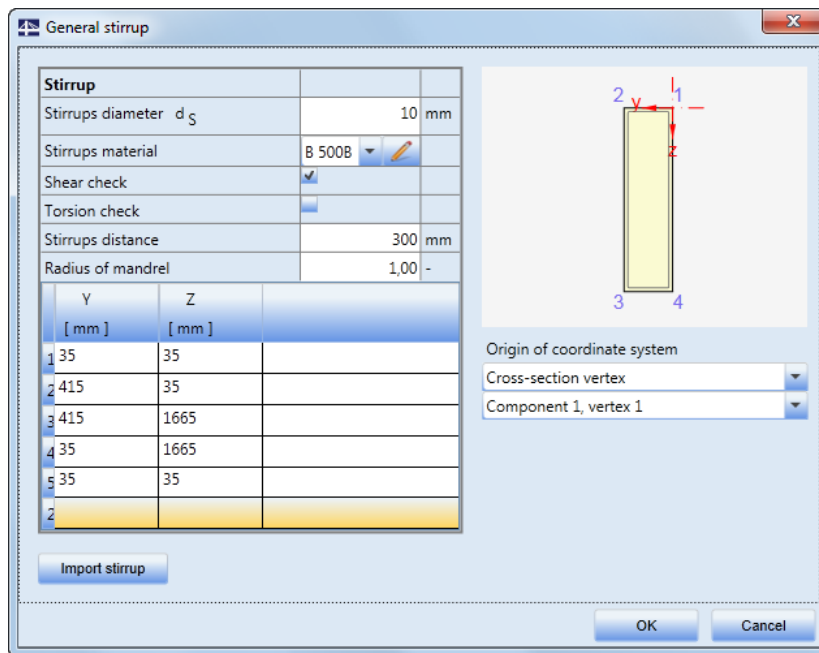 General stirrup
Stirrup
Stirrups diameter d S 10 mm
Stirrups material B 500B
Shear check
Torsion check
Stirrups distance 300 mm
Radius of mandrel 1,00 -
Y Z
[ mm ] [ mm ]
1 35 35
2 415 35
3 415 1665
4 35 1665
5 35 35
2
Import stirrup
2 y 1
z
3 4
Origin of coordinate system
Cross-section vertex
Component 1, vertex 1
OK Cancel